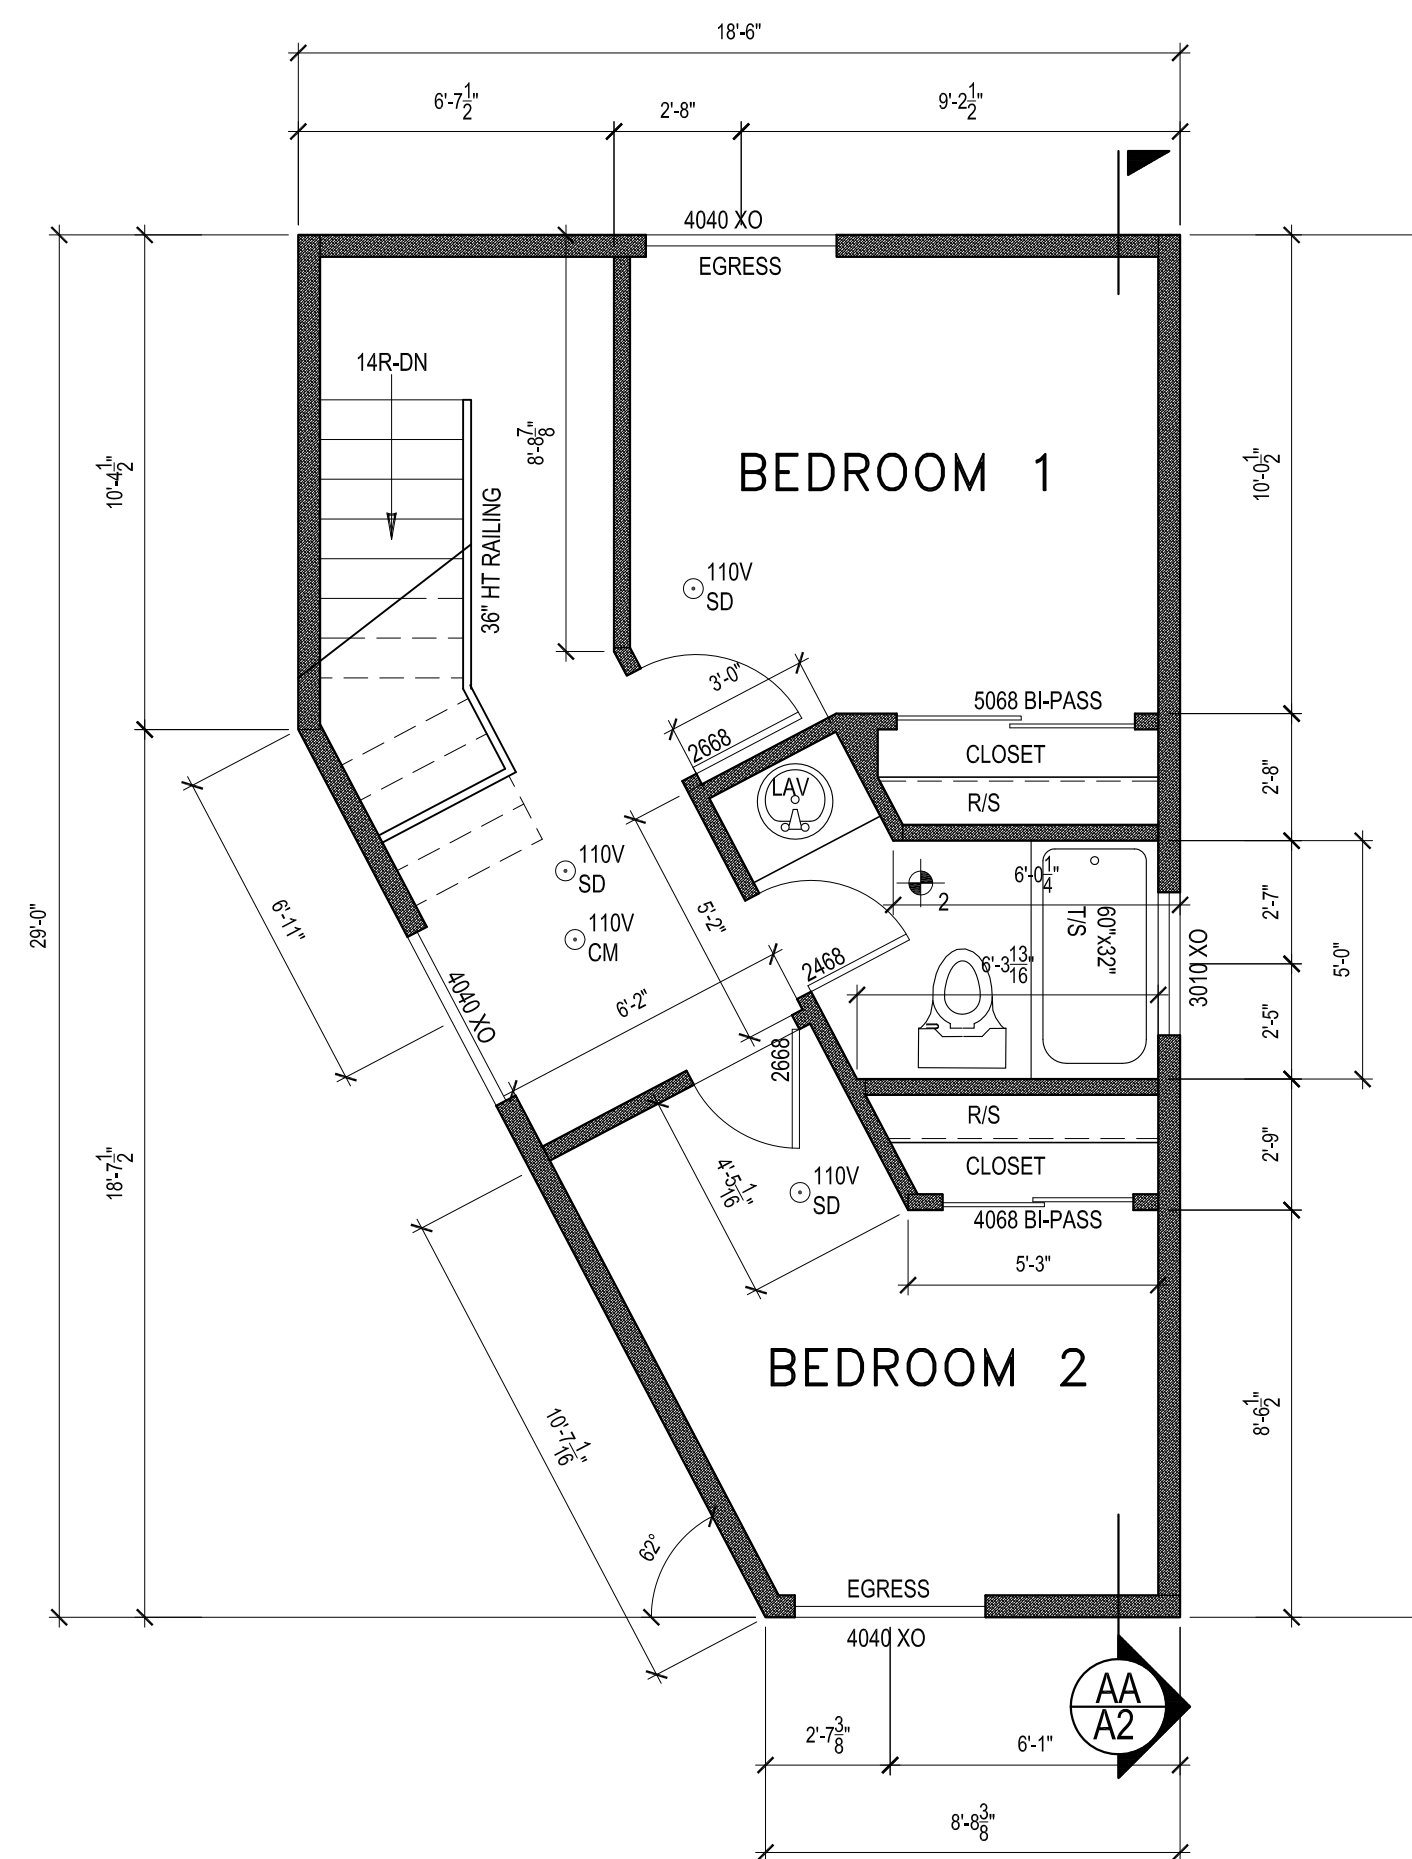 18'-6"
6'-7 1/2"
2'-8"
9'-2 1/2"
4040 XO
EGRESS
14R-DN
8'-8 7/8"
BEDROOM 1
10'-4 1/2"
10'-0 1/2"
36" HT RAILING
110V
SD
3'-0"
5068 BI-PASS
2668
CLOSET
LAV
R/S
2'-8"
110V
SD
6'-0 1/4"
2
2'-7"
6'-11"
5'-2"
60"x32"
T/S
29'-0"
110V
CM
2468
6'-3 13/16"
3010 XO
5'-0"
4040 XO
6'-2"
2668
2'-5"
R/S
2'-9"
18'-7 1/2"
CLOSET
4'-5 1/16"
110V
SD
4068 BI-PASS
5'-3"
BEDROOM 2
8'-6 1/2"
10'-7 1/16"
62°
EGRESS
4040 XO
AA
A2
2'-7 3/8"
6'-1"
8'-8 3/8"